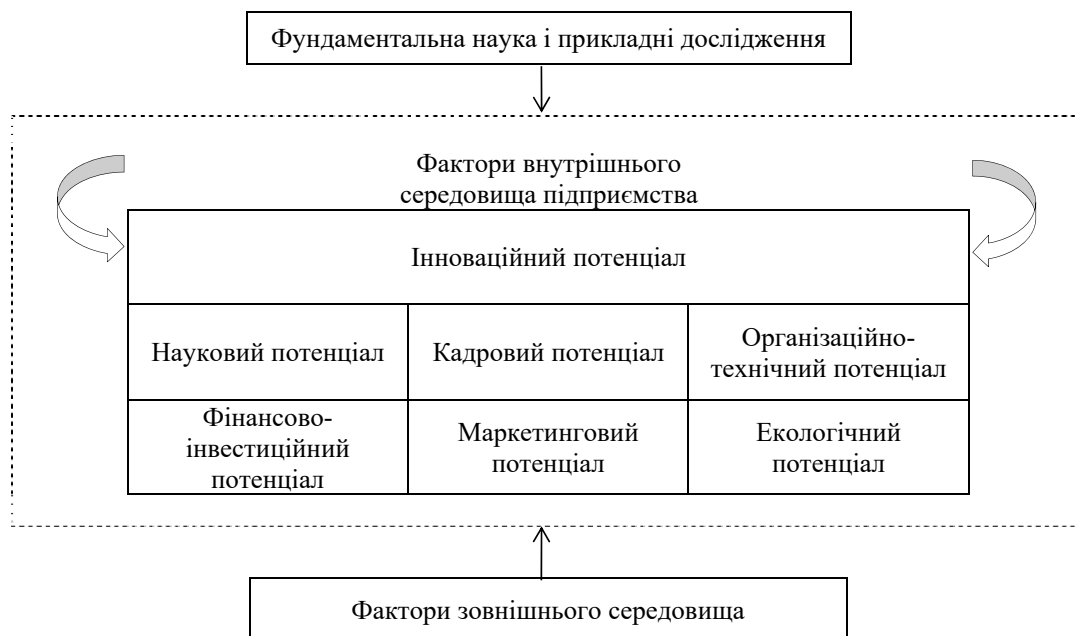 Фундаментальна наука і прикладні дослідження
Фактори внутрішнього
середовища підприємства
Інноваційний потенціал
Науковий потенціал
Кадровий потенціал
Організаційно-
технічний потенціал
Фінансово-
інвестиційний
потенціал
Маркетинговий
потенціал
Екологічний
потенціал
Фактори зовнішнього середовища